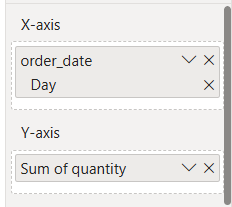 X-axis
order_date
Day
Y-axis
Sum of quantity